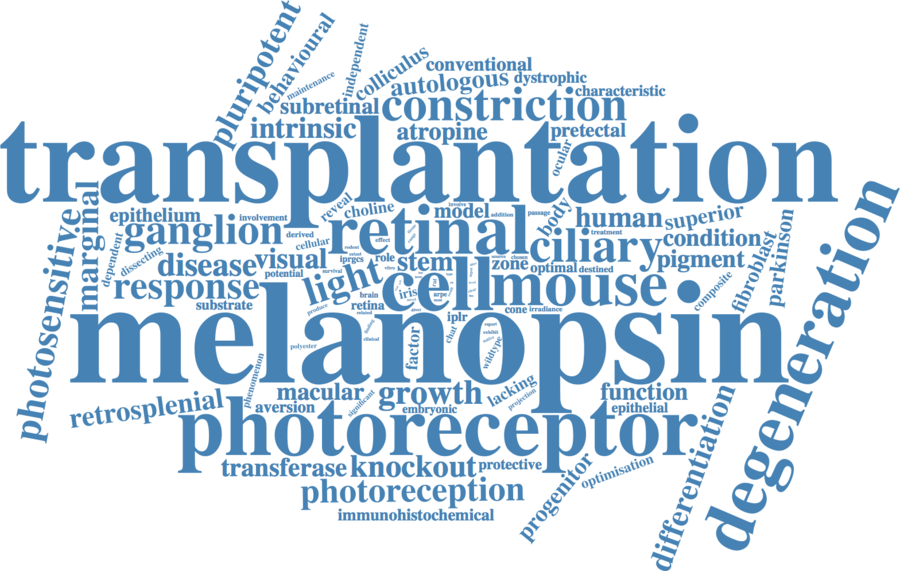 pluripotent
behavioural
maintenance
independent
colliculus
conventional
autologous
dystrophic
characteristic
subretinal
constriction
intrinsic
atropine
pretectal
ocular
transplantation
photosensitive
marginal
epithelium
involvement
reveal
choline
model
addition
passage
body
human
superior
ganglion
derived
retinal
treatment
ciliary
condition
parkinson
dependent
dissecting
cellular
rodent
effect
disease
visual
iprgcs
role
stem
zone
optimal
destined
pigment
fibroblast
potential
survival
response
light
cell
mouse
composite
substrate
produce
brain
iris
arpe
retina
related
cone
irradiance
iplr
melanopsin
degeneration
chat
factor
wildtype
exhibit
clinical
polyester
phenomenon
macular
growth
lacking
projection
function
retrosplenial
aversion
significant
embryonic
epithelial
photoreceptor
differentiation
transferase
knockout
protective
progenitor
optimisation
photoreception
immunohistochemical